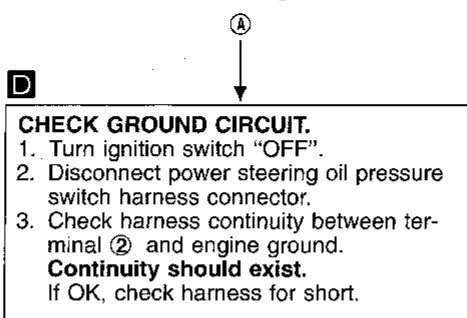 Ⓐ
D
CHECK GROUND CIRCUIT.
1. Turn ignition switch “OFF”.
2. Disconnect power steering oil pressure
switch harness connector.
3. Check harness continuity between ter-
minal ② and engine ground.
Continuity should exist.
If OK, check harness for short.